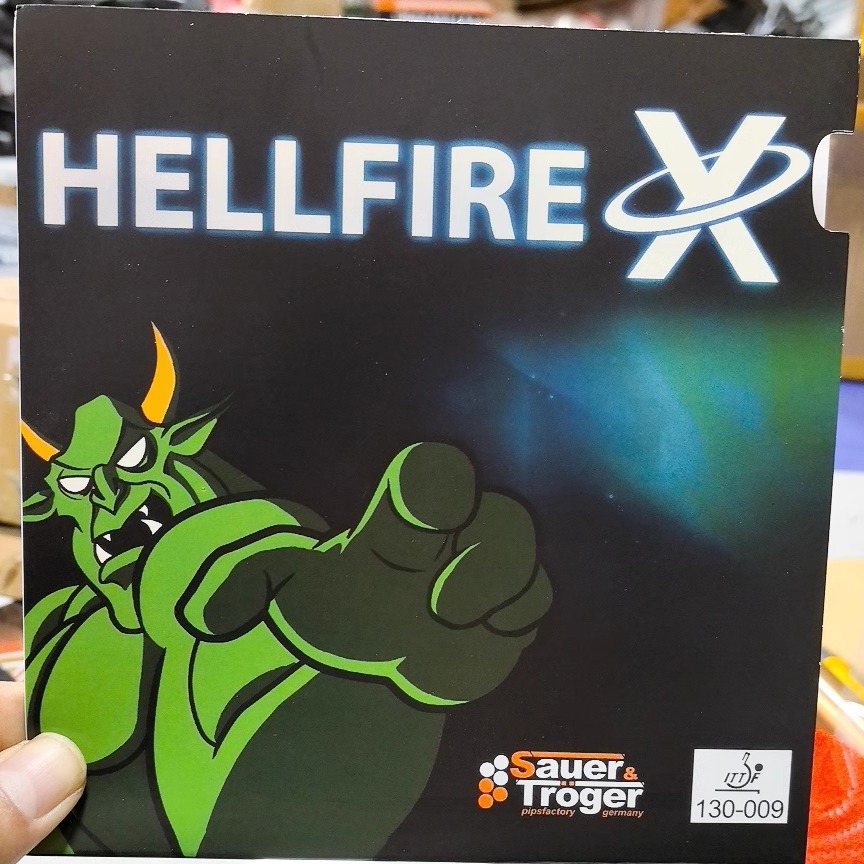 HELLFIRE X
Sauer &
Tröger
pipsfactory germany
ITTF
130-009